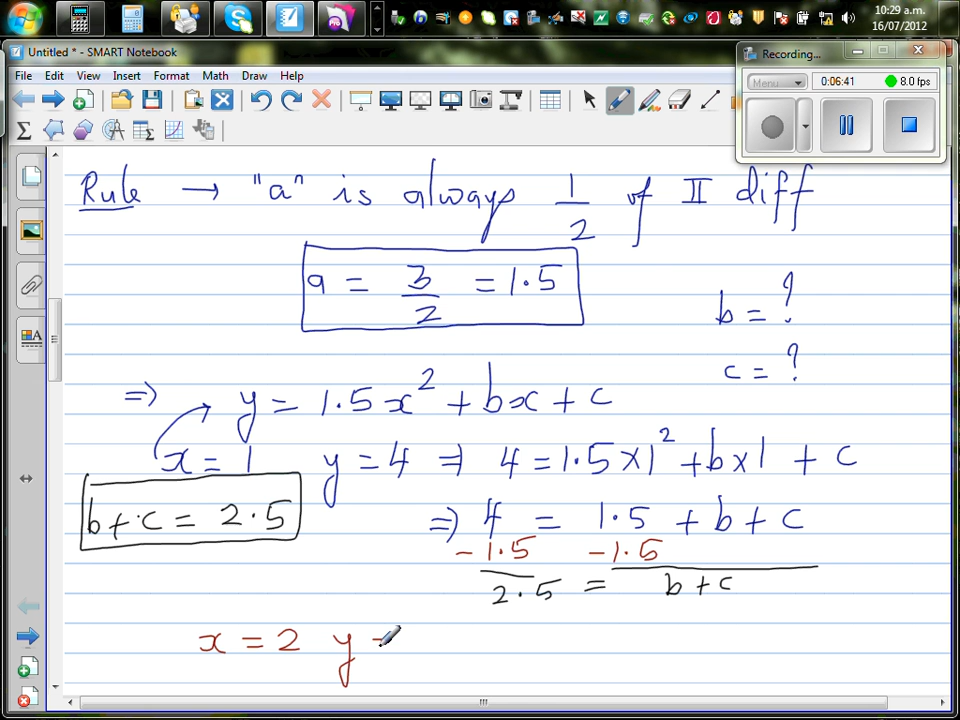 10:29 a.m.
16/07/2012
Untitled * - SMART Notebook
File Edit View Insert Format Math Draw Help
Recording...
Menu 0:06:41 8.0 fps
Rule → "a" is always 1/2 of II diff
a = 3/2 = 1.5
b = ?
c = ?
⇒ y = 1.5x² + bx + c
x = 1 y = 4 ⇒ 4 = 1.5 × 1² + b × 1 + c
b + c = 2.5
⇒ 4 = 1.5 + b + c
- 1.5 - 1.5
2.5 = b + c
x = 2 y